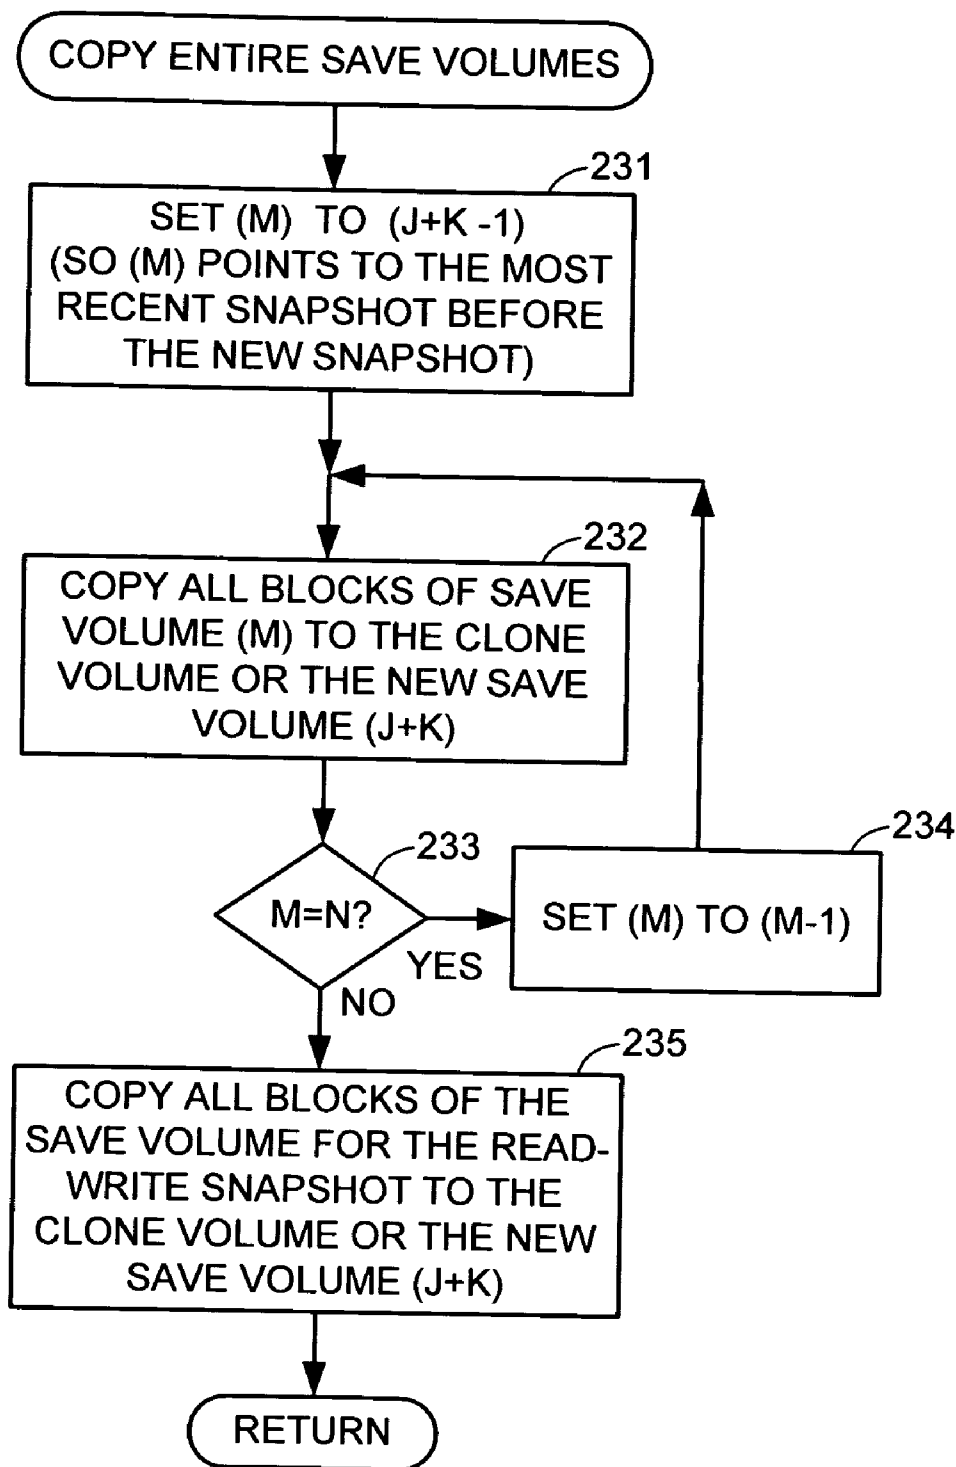 COPY ENTIRE SAVE VOLUMES
231
SET (M) TO (J+K -1)
(SO (M) POINTS TO THE MOST
RECENT SNAPSHOT BEFORE
THE NEW SNAPSHOT)
232
COPY ALL BLOCKS OF SAVE
VOLUME (M) TO THE CLONE
VOLUME OR THE NEW SAVE
VOLUME (J+K)
233
M=N?
YES
NO
234
SET (M) TO (M-1)
235
COPY ALL BLOCKS OF THE
SAVE VOLUME FOR THE READ-
WRITE SNAPSHOT TO THE
CLONE VOLUME OR THE NEW
SAVE VOLUME (J+K)
RETURN